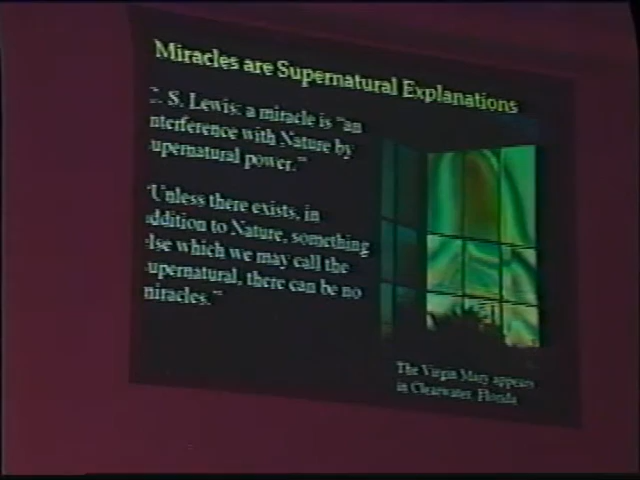 Miracles are Supernatural Explanations
C. S. Lewis: a miracle is "an
nterference with Nature by
upernatural power."
"Unless there exists, in
ddition to Nature, something
lse which we may call the
upernatural, there can be no
miracles."
The Virgin Mary appears
in Clearwater, Florida